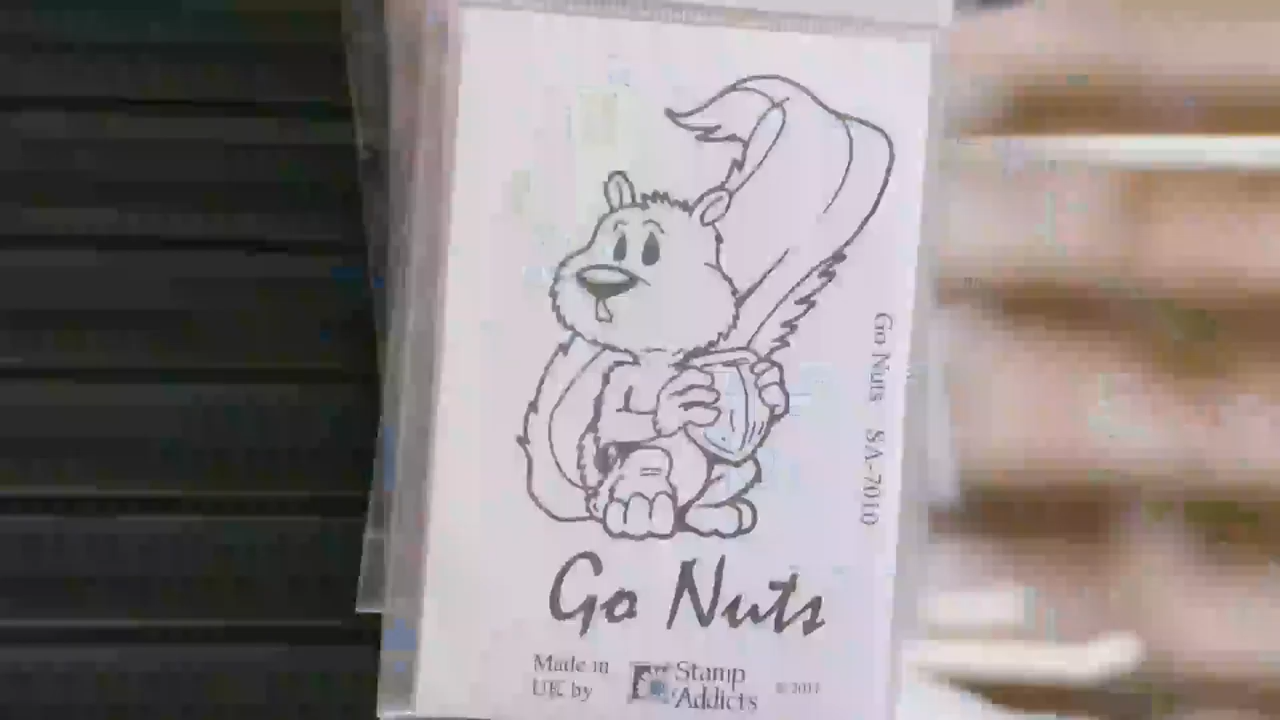 Go Nuts SA-7010
Go Nuts
Made in
UK by
Stamp
Addicts